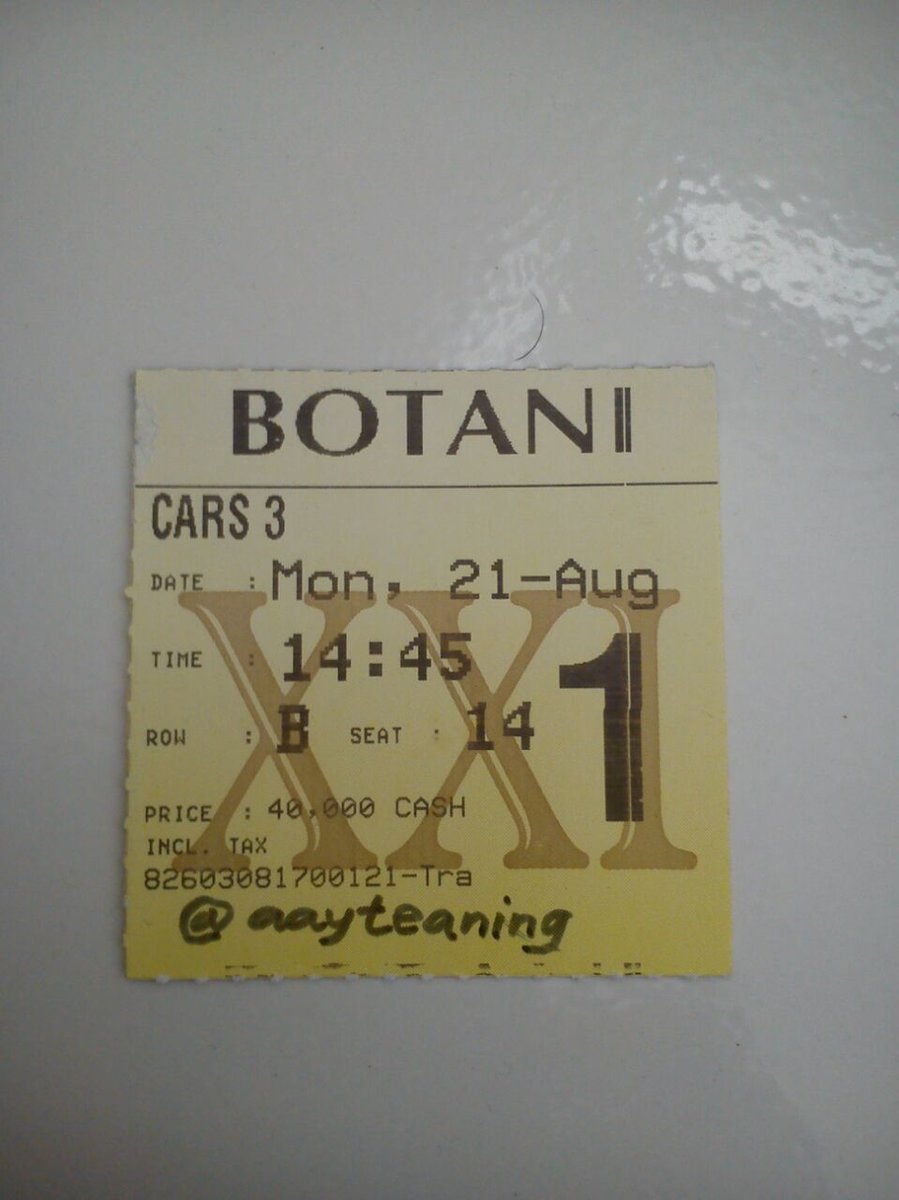 BOTANI
CARS 3
DATE : Mon, 21-Aug
TIME : 14:45
ROW : B SEAT : 14
1
PRICE : 40,000 CASH
INCL. TAX
82603081700121-Tra
XXI
@aayteaning